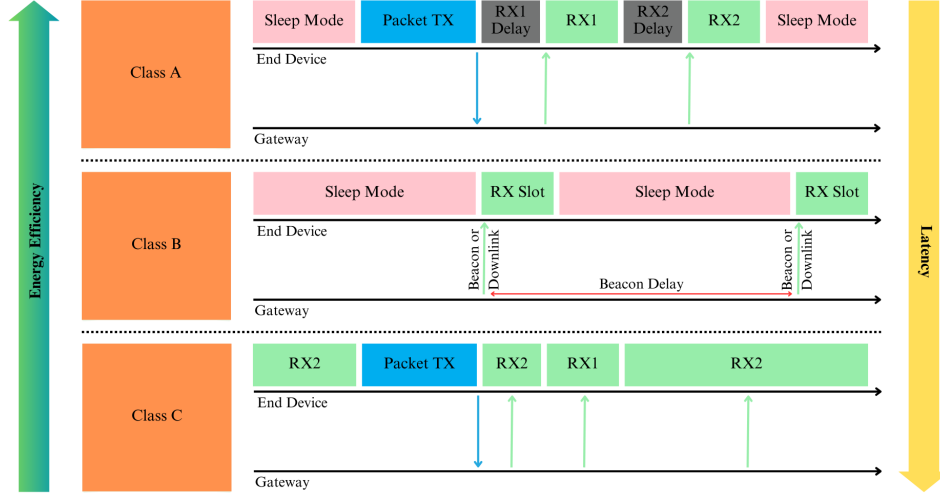 Energy Efficiency
Class A
Sleep Mode
Packet TX
RX1
Delay
RX1
RX2
Delay
RX2
Sleep Mode
End Device
Gateway
Class B
Sleep Mode
RX Slot
Sleep Mode
RX Slot
End Device
Beacon or
Downlink
Beacon Delay
Beacon or
Downlink
Gateway
Class C
RX2
Packet TX
RX2
RX1
RX2
End Device
Gateway
Latency